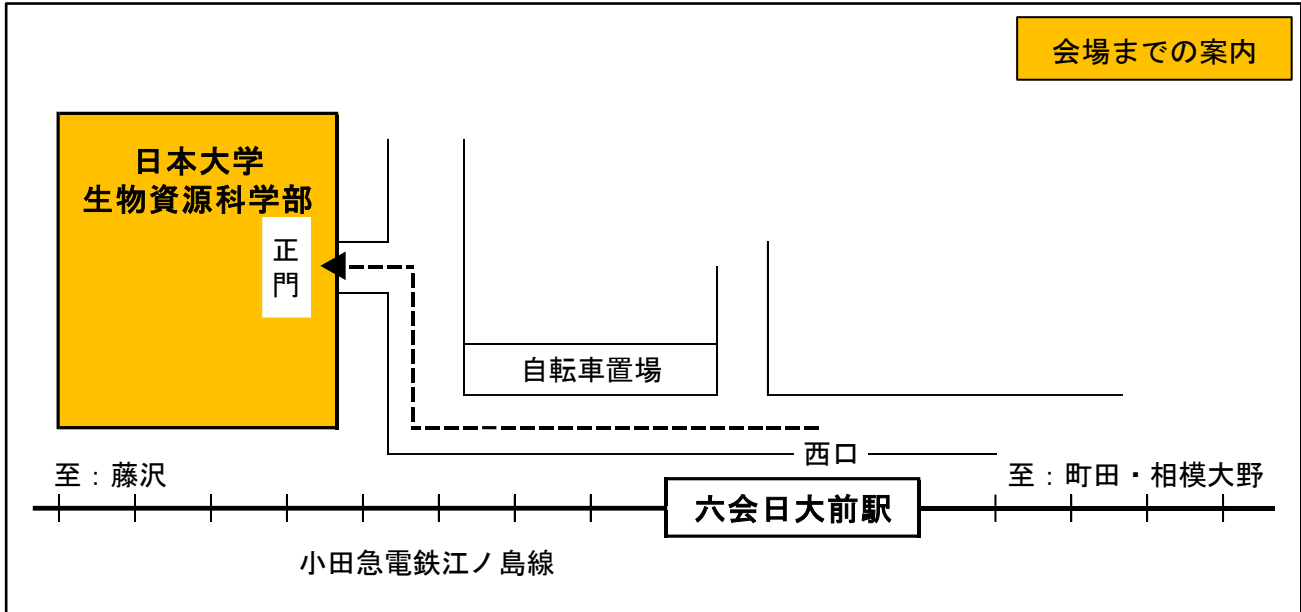 会場までの案内
日本大学
生物資源科学部
正門
自転車置場
西口
至：藤沢
至：町田・相模大野
六会日大前駅
小田急電鉄江ノ島線